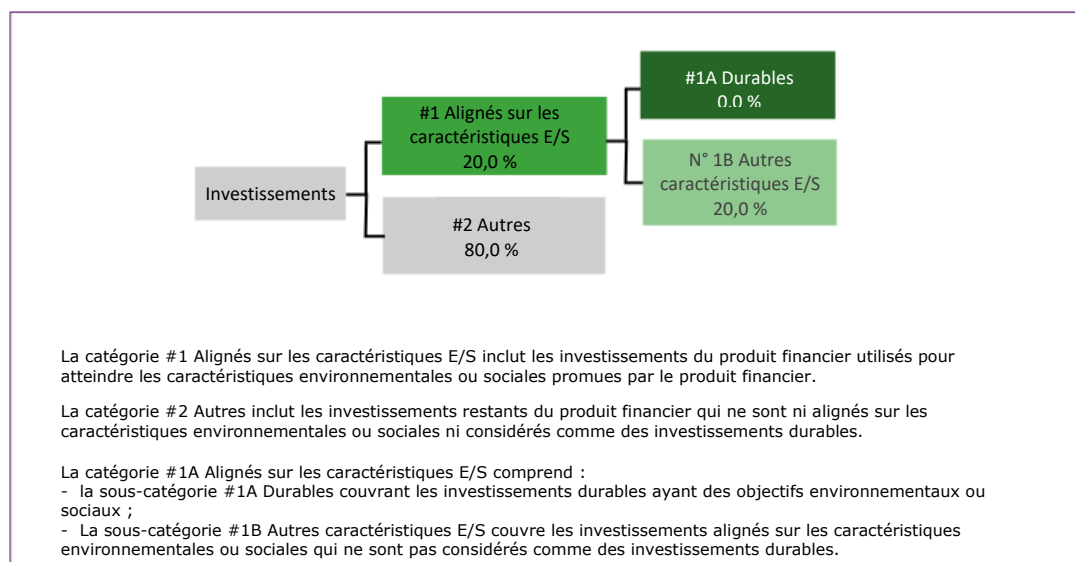 #1A Durables
0.0 %
#1 Alignés sur les
caractéristiques E/S
20,0 %
N° 1B Autres
caractéristiques E/S
20,0 %
Investissements
#2 Autres
80,0 %
La catégorie #1 Alignés sur les caractéristiques E/S inclut les investissements du produit financier utilisés pour
atteindre les caractéristiques environnementales ou sociales promues par le produit financier.
La catégorie #2 Autres inclut les investissements restants du produit financier qui ne sont ni alignés sur les
caractéristiques environnementales ou sociales ni considérés comme des investissements durables.
La catégorie #1A Alignés sur les caractéristiques E/S comprend :
- la sous-catégorie #1A Durables couvrant les investissements durables ayant des objectifs environnementaux ou
sociaux ;
- La sous-catégorie #1B Autres caractéristiques E/S couvre les investissements alignés sur les caractéristiques
environnementales ou sociales qui ne sont pas considérés comme des investissements durables.